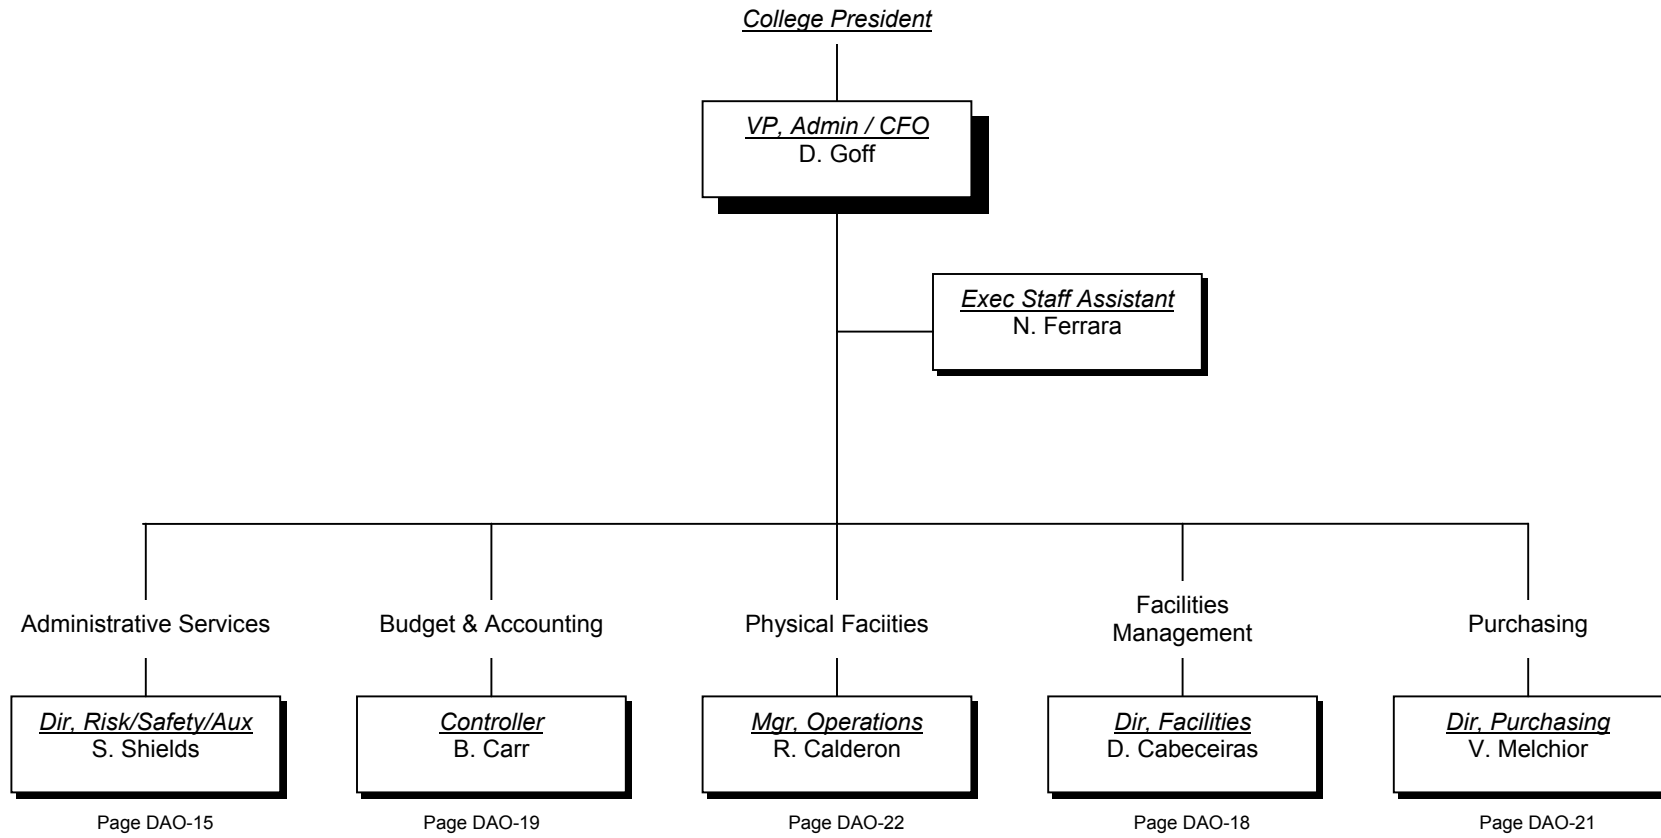 College President
VP, Admin / CFO
D. Goff
Exec Staff Assistant
N. Ferrara
Administrative Services
Budget & Accounting
Physical Faciities
Facilities
Management
Purchasing
Dir, Risk/Safety/Aux
S. Shields
Controller
B. Carr
Mgr, Operations
R. Calderon
Dir, Facilities
D. Cabeceiras
Dir, Purchasing
V. Melchior
Page DAO-15
Page DAO-19
Page DAO-22
Page DAO-18
Page DAO-21